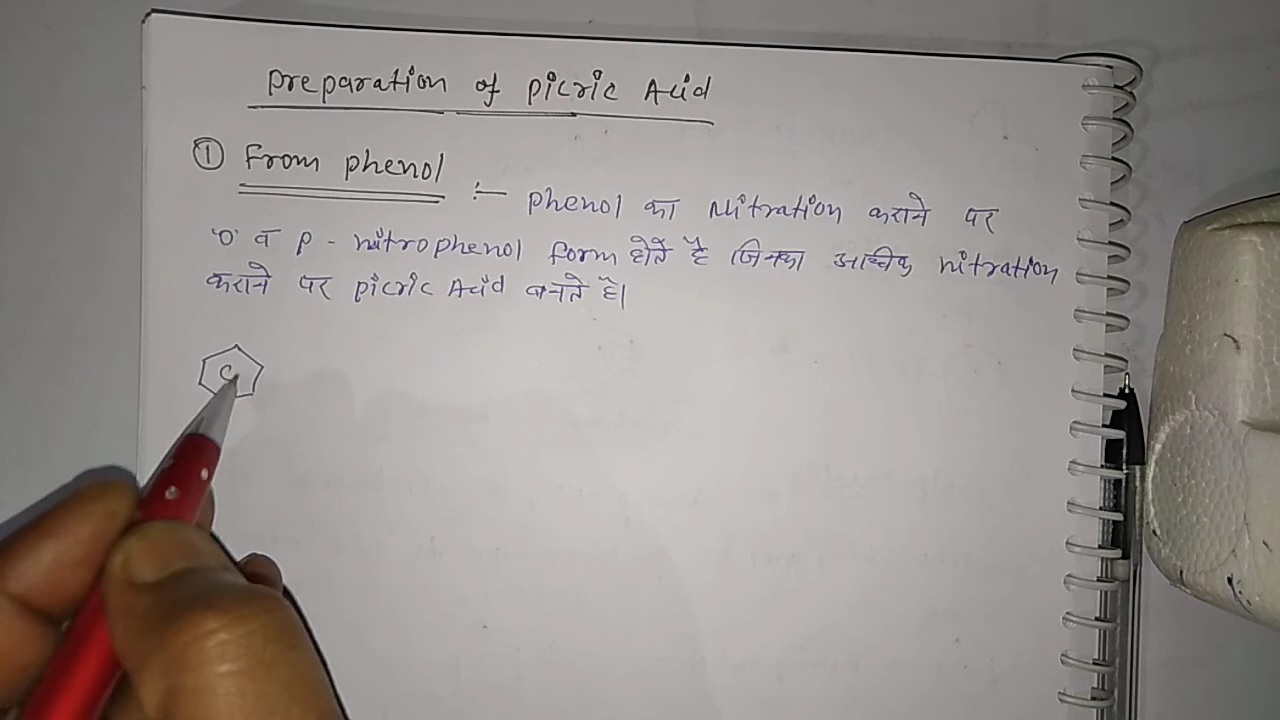 Preparation of Picric Acid
① From phenol :- Phenol का Nitration कराने पर
'O' व P - nitrophenol form होते है जिनका अधिक nitration
कराने पर picric Acid बनते है।